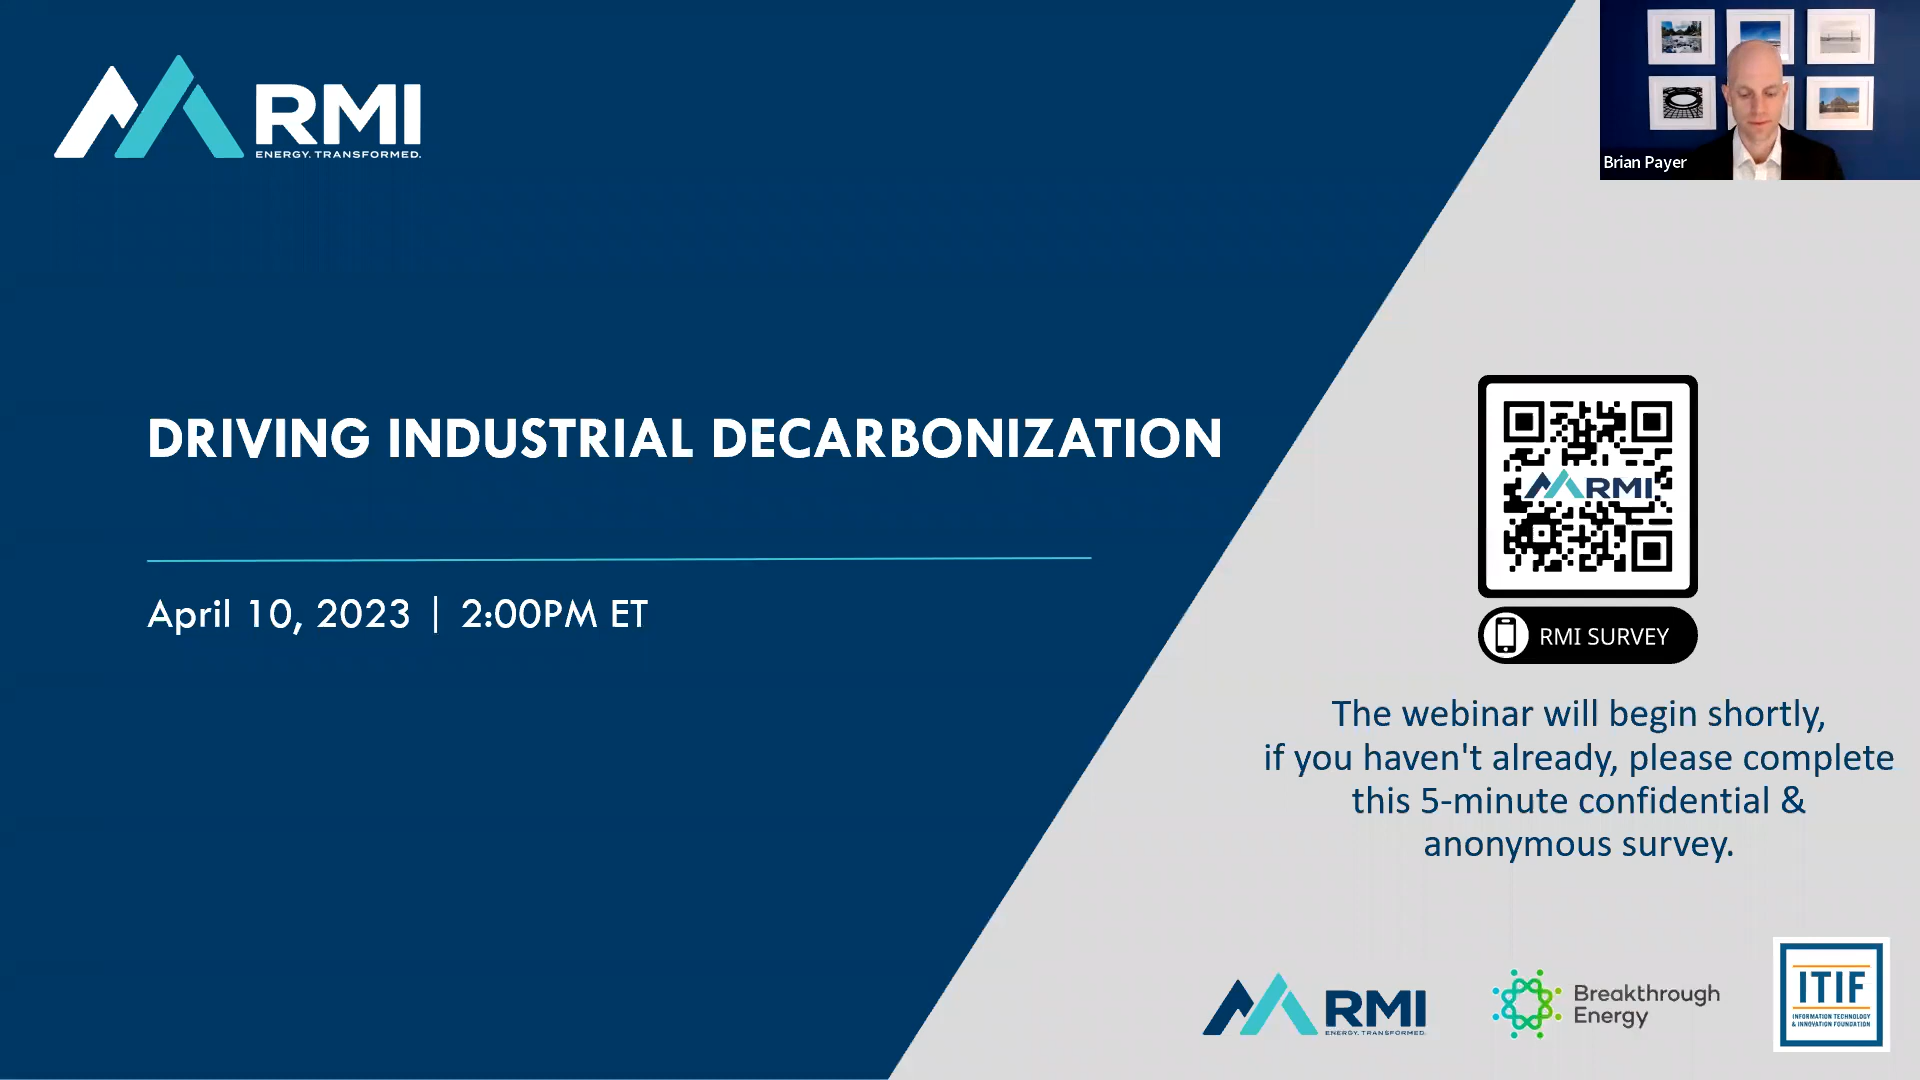 RMI
ENERGY. TRANSFORMED.
Brian Payer
DRIVING INDUSTRIAL DECARBONIZATION
April 10, 2023 | 2:00PM ET
RMI
RMI SURVEY
The webinar will begin shortly,
if you haven't already, please complete
this 5-minute confidential &
anonymous survey.
RMI
ENERGY. TRANSFORMED.
Breakthrough
Energy
ITIF
INFORMATION TECHNOLOGY
& INNOVATION FOUNDATION